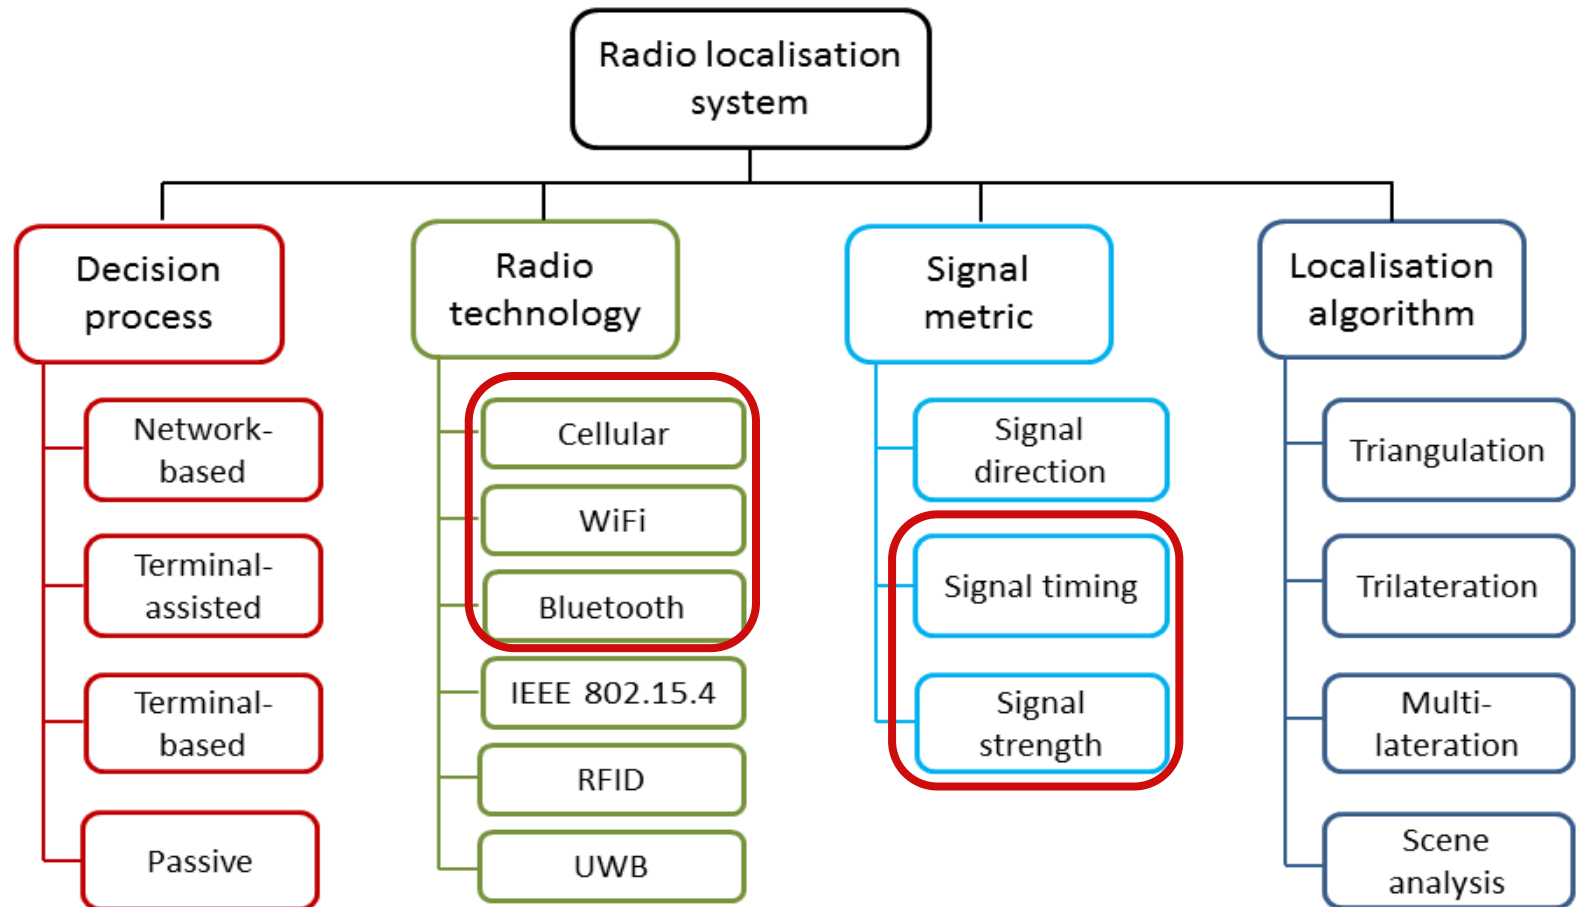 Radio localisation
system
Decision
process
Network-
based
Terminal-
assisted
Terminal-
based
Passive
Radio
technology
Cellular
WiFi
Bluetooth
IEEE 802.15.4
RFID
UWB
Signal
metric
Signal
direction
Signal timing
Signal
strength
Localisation
algorithm
Triangulation
Trilateration
Multi-
lateration
Scene
analysis